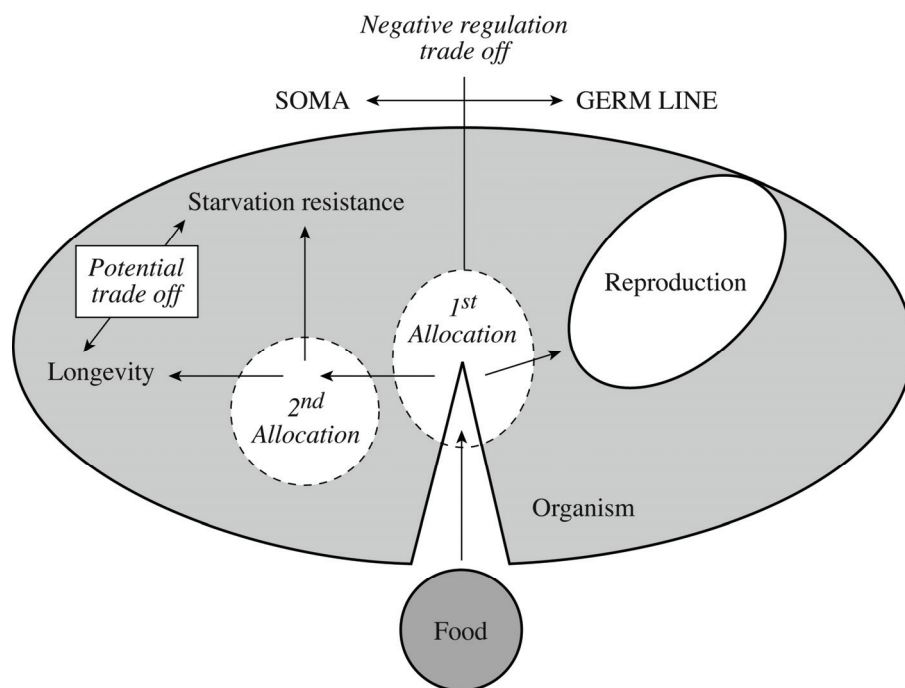 Negative regulation
trade off
SOMA
GERM LINE
Starvation resistance
Potential
trade off
Longevity
1st
Allocation
2nd
Allocation
Reproduction
Organism
Food